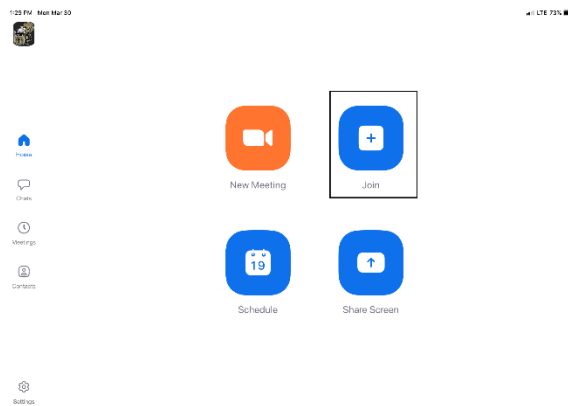 1:25 PM Mon Mar 30
LTE 73%
Home
Chats
Meetings
Contacts
Settings
New Meeting
Join
19
Schedule
Share Screen